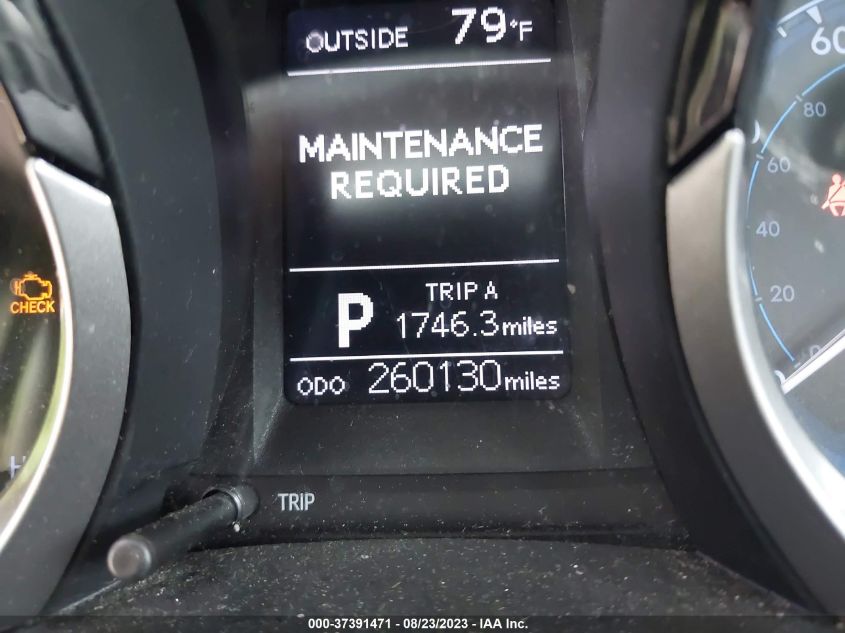 OUTSIDE 79°F
MAINTENANCE
REQUIRED
TRIP A
P 1746.3 miles
ODO 260130 miles
CHECK
H
TRIP
60
80
60
40
20
000-37391471 — 08/23/2023 — IAA Inc.